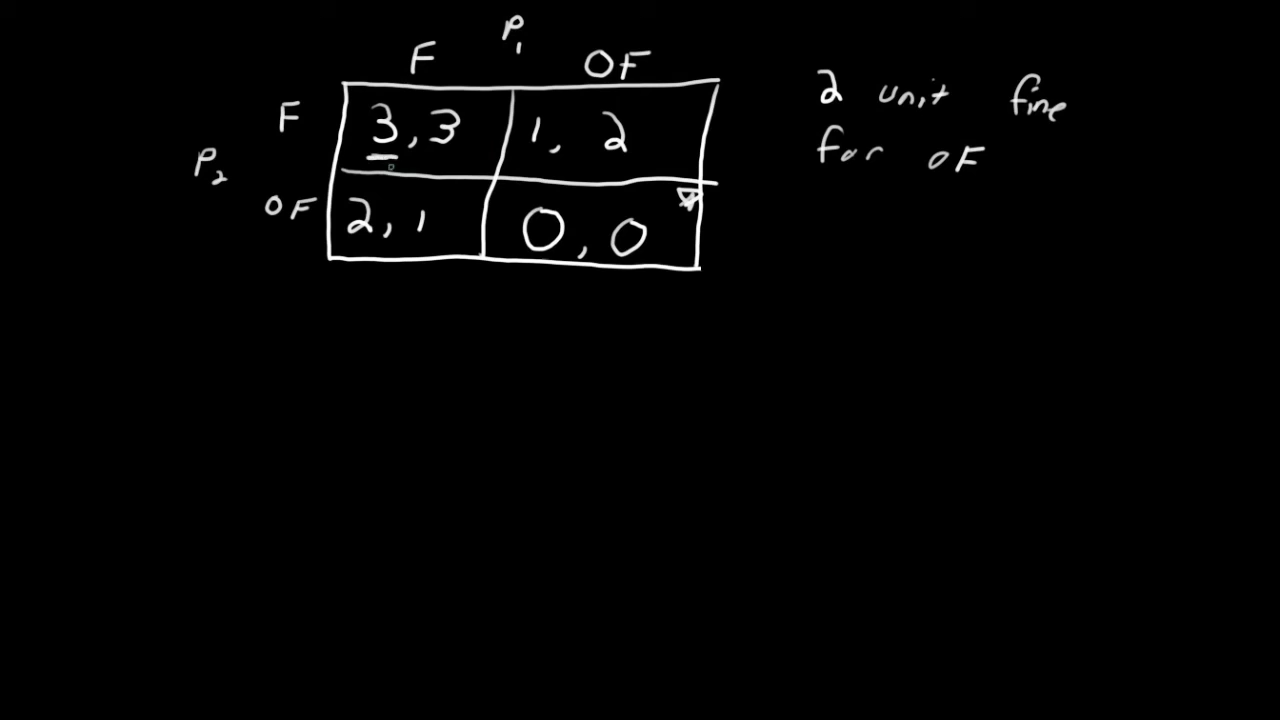 P1
F OF
F 3, 3 1, 2
P2
OF 2, 1 0, 0
2 unit fine
for OF